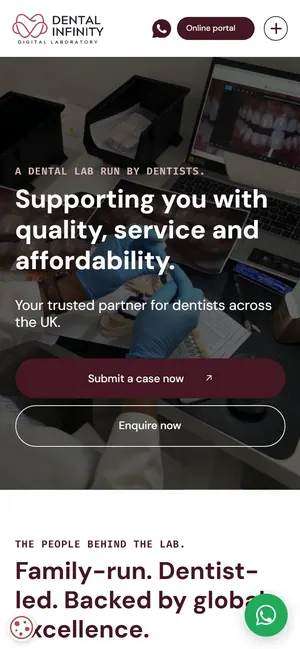 DENTAL
INFINITY
DIGITAL LABORATORY
Online portal
A DENTAL LAB RUN BY DENTISTS.
Supporting you with
quality, service and
affordability.
Your trusted partner for dentists across
the UK.
Submit a case now
Enquire now
THE PEOPLE BEHIND THE LAB.
Family-run. Dentist-
led. Backed by global
excellence.